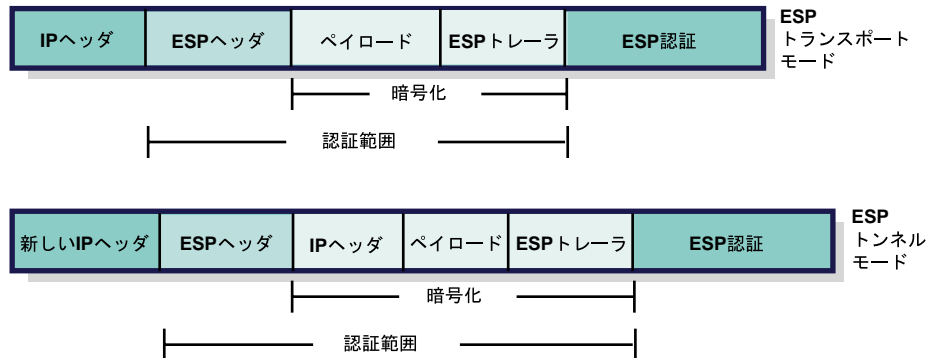 IPヘッダ
ESPヘッダ
ペイロード
ESPトレーラ
ESP認証
ESP
トランスポート
モード
暗号化
認証範囲
新しいIPヘッダ
ESPヘッダ
IPヘッダ
ペイロード
ESPトレーラ
ESP認証
ESP
トンネル
モード
暗号化
認証範囲